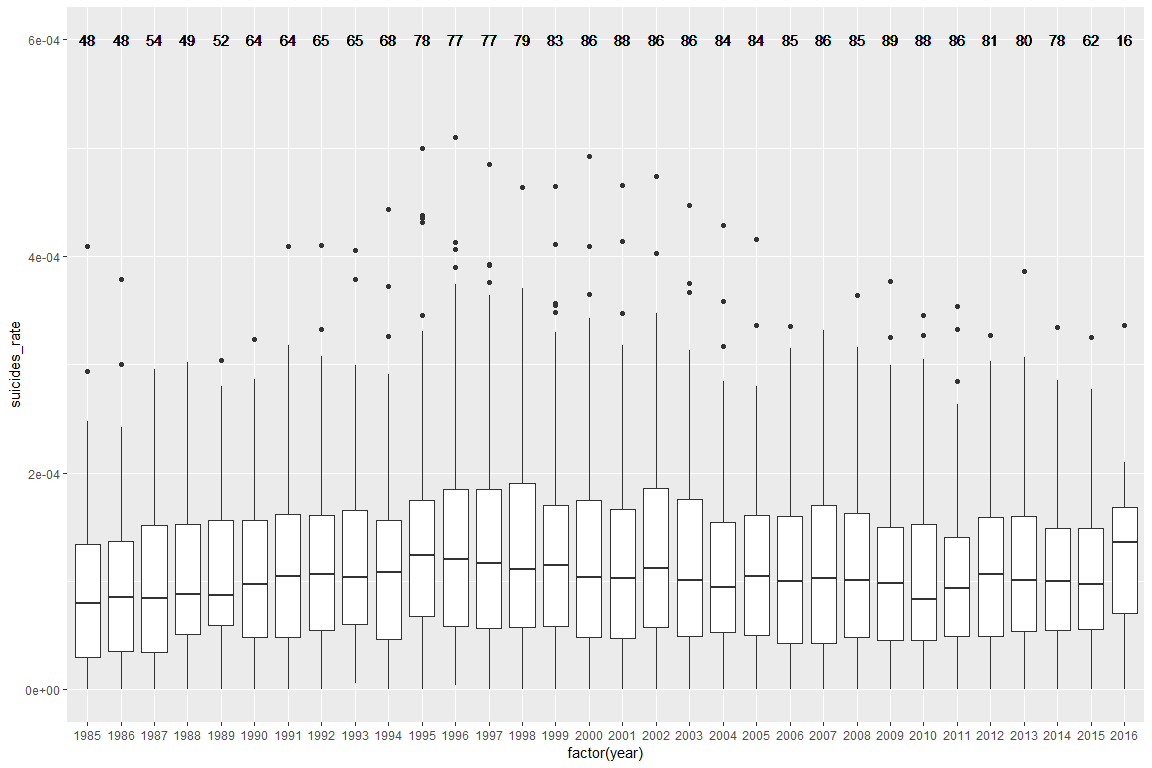 6e-04
48 48 54 49 52 64 64 65 65 68 78 77 77 79 83 86 88 86 86 84 84 85 86 85 89 88 86 81 80 78 62 16
4e-04
suicides_rate
2e-04
0e+00
1985 1986 1987 1988 1989 1990 1991 1992 1993 1994 1995 1996 1997 1998 1999 2000 2001 2002 2003 2004 2005 2006 2007 2008 2009 2010 2011 2012 2013 2014 2015 2016
factor(year)